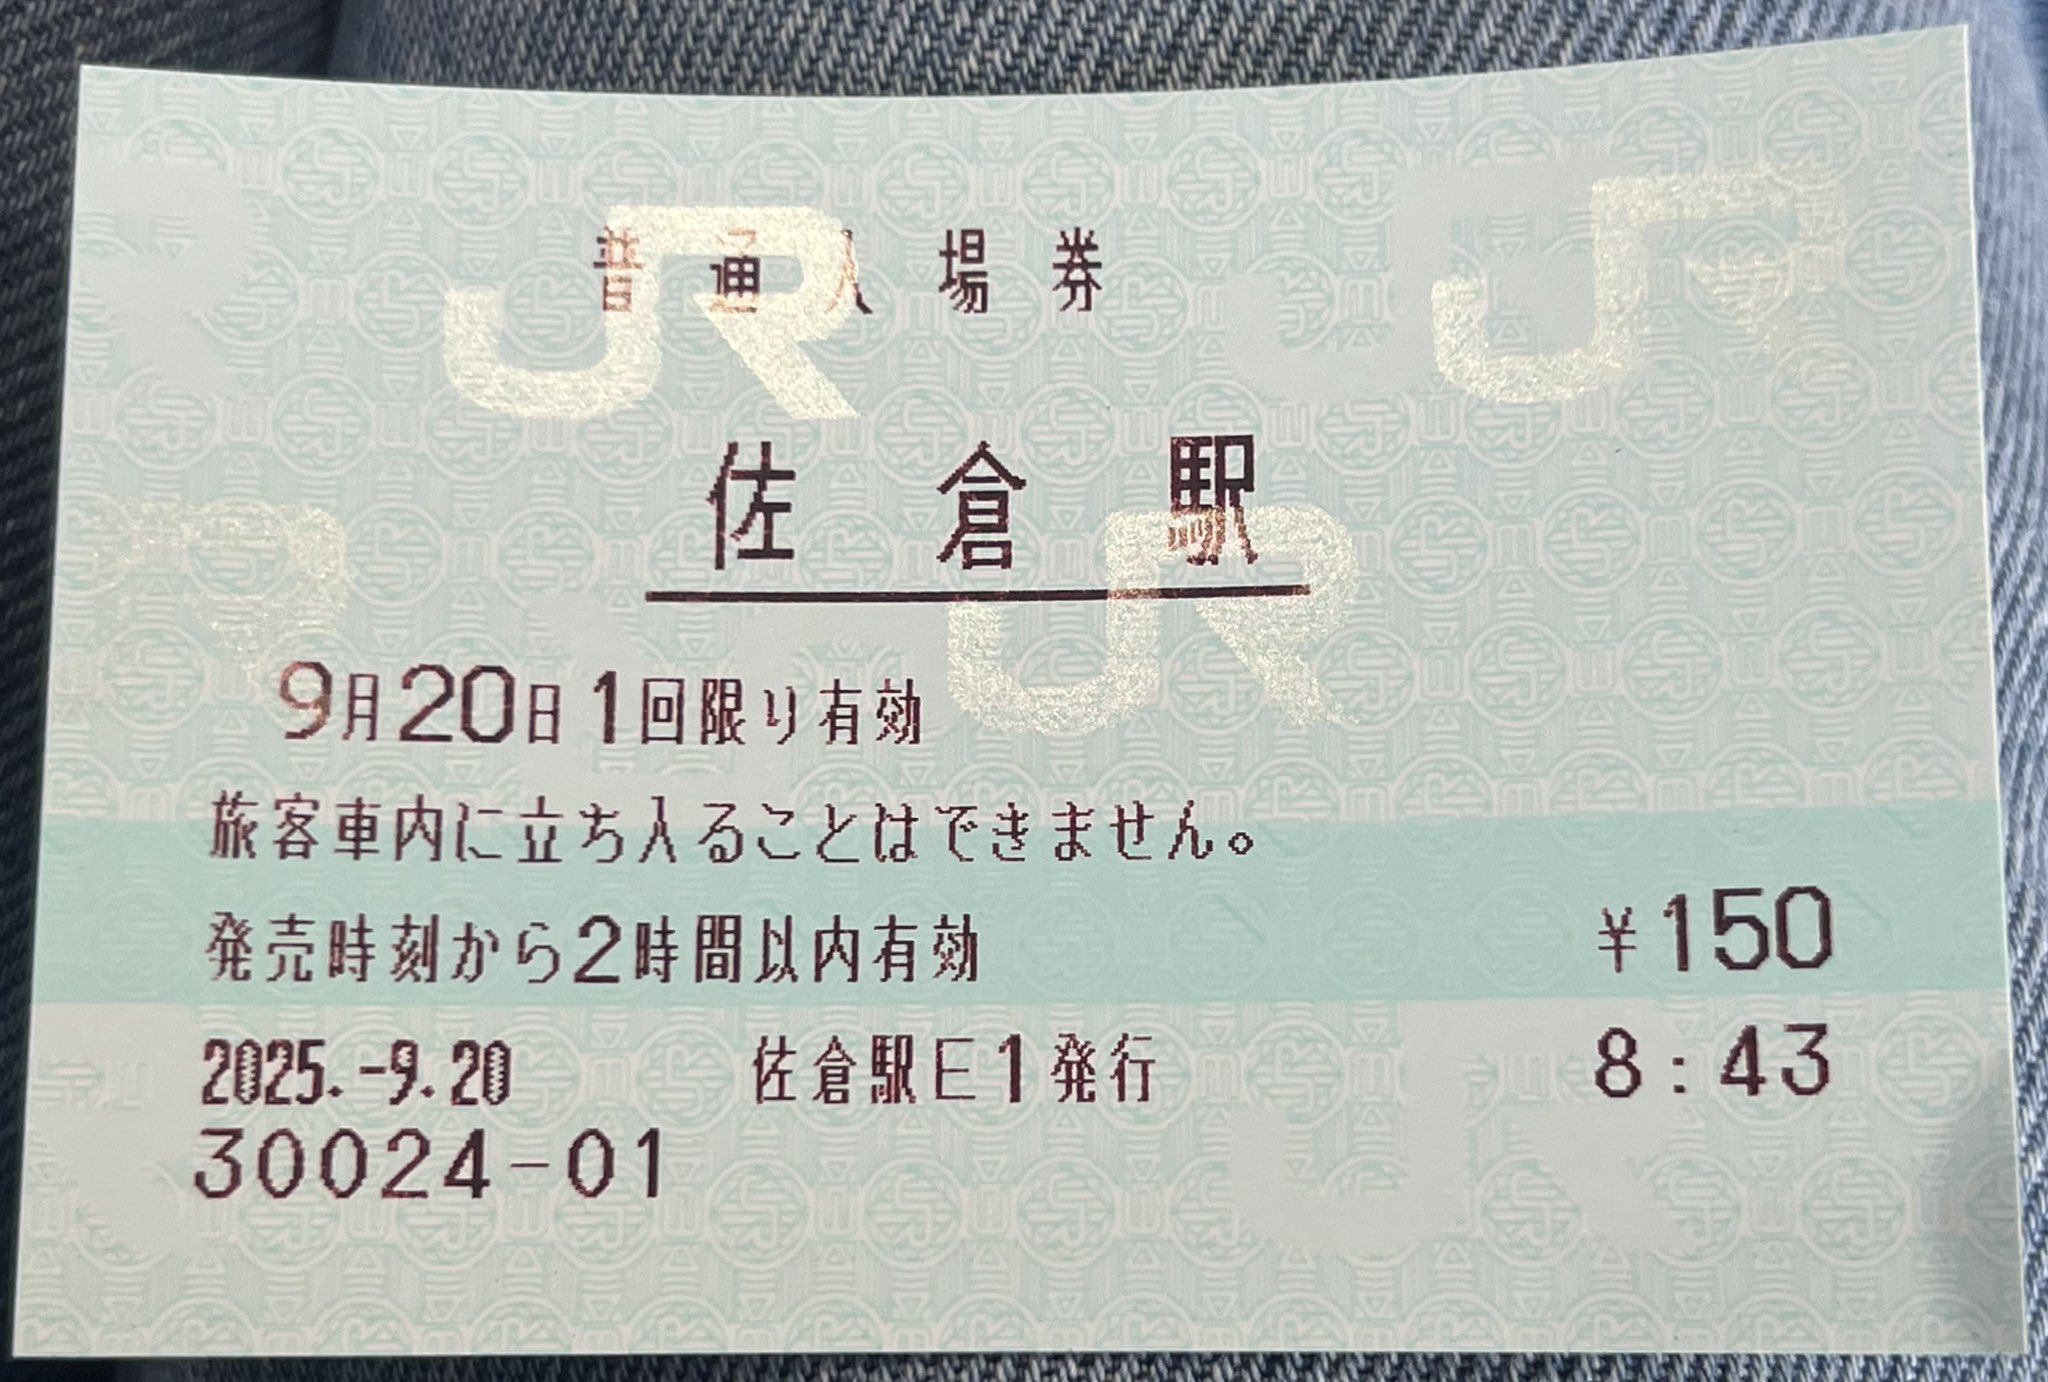 普通入場券
佐倉駅
9月20日1回限り有効
旅客車内に立ち入ることはできません。
発売時刻から2時間以内有効 ¥150
2025.-9.20 佐倉駅E1発行 8:43
30024-01